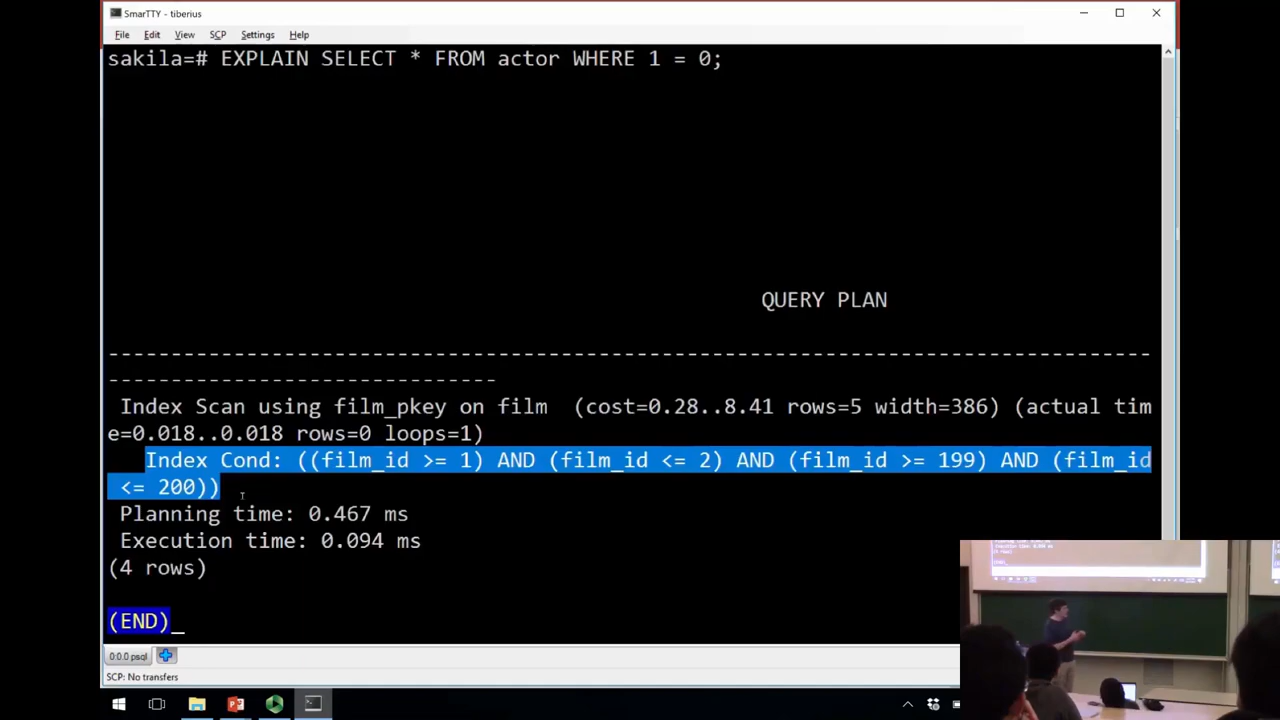 SmarTTY - tiberius
File Edit View SCP Settings Help
sakila=# EXPLAIN SELECT * FROM actor WHERE 1 = 0;
QUERY PLAN
-----------------------------------------------------------------------------------
-------------------------------
Index Scan using film_pkey on film (cost=0.28..8.41 rows=5 width=386) (actual tim
e=0.018..0.018 rows=0 loops=1)
Index Cond: ((film_id >= 1) AND (film_id <= 2) AND (film_id >= 199) AND (film_id
<= 200))
Planning time: 0.467 ms
Execution time: 0.094 ms
(4 rows)
(END)_
0:0.0 psql
SCP: No transfers